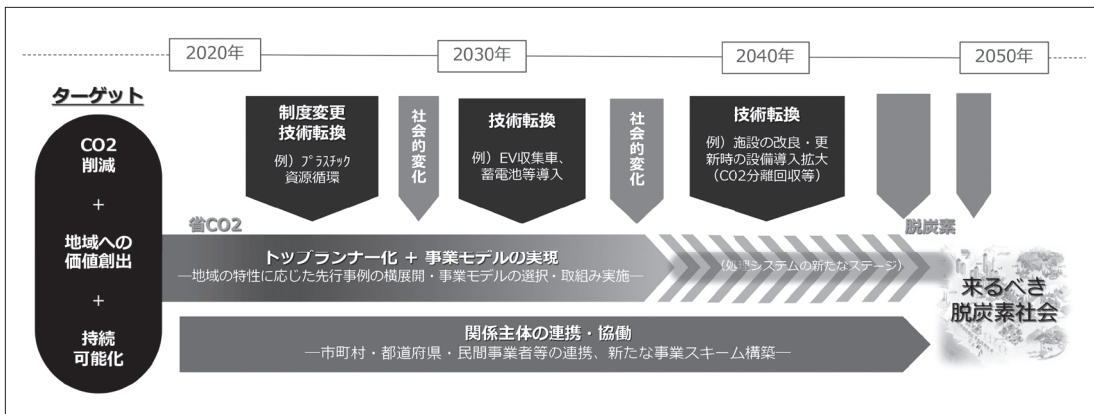 2020年
2030年
2040年
2050年
ターゲット
CO2
削減
+
地域への
価値創出
+
持続
可能化
制度変更
技術転換
例）プラスチック
資源循環
社会的変化
技術転換
例）EV収集車、
蓄電池等導入
社会的変化
技術転換
例）施設の改良・更
新時の設備導入拡大
（CO2分離回収等）
省CO2
脱炭素
トップランナー化 + 事業モデルの実現
―地域の特性に応じた先行事例の横展開・事業モデルの選択・取組み実施―
（処理システムの新たなステージ）
来るべき
脱炭素社会
関係主体の連携・協働
―市町村・都道府県・民間事業者等の連携、新たな事業スキーム構築―